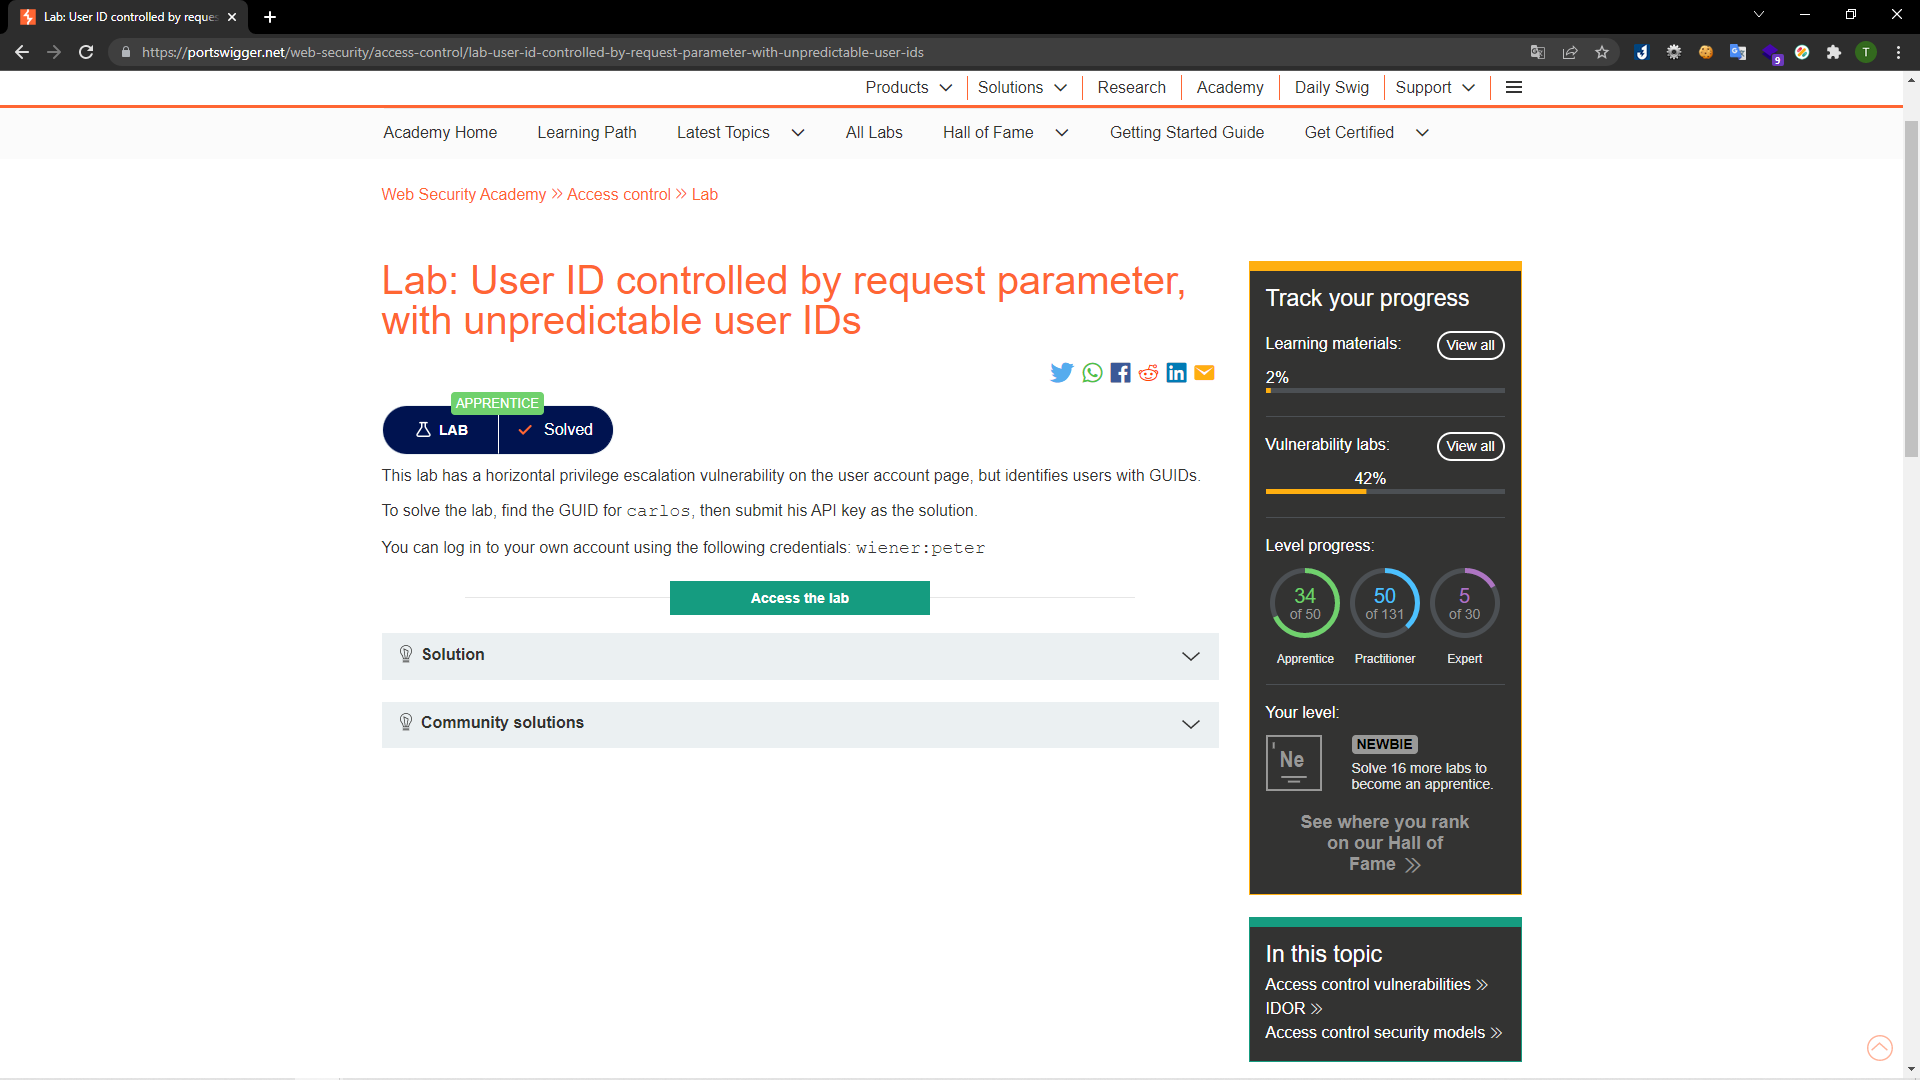 Lab: User ID controlled by reques
https://portswigger.net/web-security/access-control/lab-user-id-controlled-by-request-parameter-with-unpredictable-user-ids
9
T
Products
Solutions
Research
Academy
Daily Swig
Support
Academy Home
Learning Path
Latest Topics
All Labs
Hall of Fame
Getting Started Guide
Get Certified
Web Security Academy » Access control » Lab
Lab: User ID controlled by request parameter,
with unpredictable user IDs
APPRENTICE
LAB
Solved
This lab has a horizontal privilege escalation vulnerability on the user account page, but identifies users with GUIDs.
To solve the lab, find the GUID for carlos, then submit his API key as the solution.
You can log in to your own account using the following credentials: wiener:peter
Access the lab
Solution
Community solutions
Track your progress
Learning materials:
View all
2%
Vulnerability labs:
View all
42%
Level progress:
34
of 50
50
of 131
5
of 30
Apprentice
Practitioner
Expert
Your level:
Ne
NEWBIE
Solve 16 more labs to
become an apprentice.
See where you rank
on our Hall of
Fame »
In this topic
Access control vulnerabilities »
IDOR »
Access control security models »